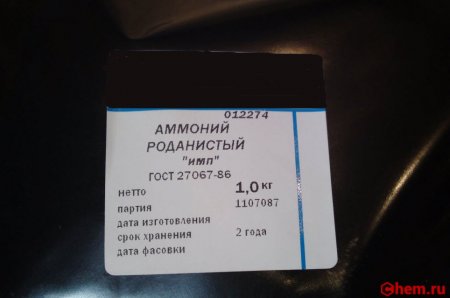 012274
АММОНИЙ
РОДАНИСТЫЙ
"имп"
ГОСТ 27067-86
нетто 1,0 кг
партия 1107087
дата изготовления
срок хранения 2 года
дата фасовки
Chem.ru